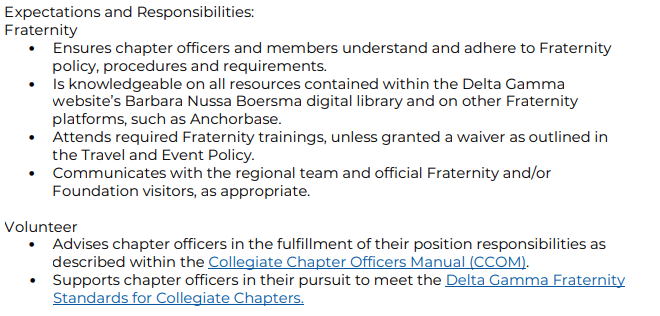 Expectations and Responsibilities:
Fraternity
• Ensures chapter officers and members understand and adhere to Fraternity
policy, procedures and requirements.
• Is knowledgeable on all resources contained within the Delta Gamma
website's Barbara Nussa Boersma digital library and on other Fraternity
platforms, such as Anchorbase.
• Attends required Fraternity trainings, unless granted a waiver as outlined in
the Travel and Event Policy.
• Communicates with the regional team and official Fraternity and/or
Foundation visitors, as appropriate.
Volunteer
• Advises chapter officers in the fulfillment of their position responsibilities as
described within the Collegiate Chapter Officers Manual (CCOM).
• Supports chapter officers in their pursuit to meet the Delta Gamma Fraternity
Standards for Collegiate Chapters.